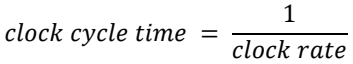 clock cycle time = 1 / clock rate